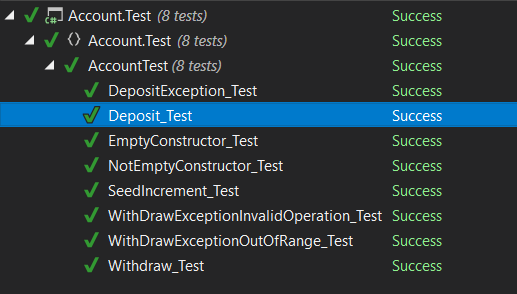 C# Account.Test (8 tests) Success
{} Account.Test (8 tests) Success
AccountTest (8 tests) Success
DepositException_Test Success
Deposit_Test Success
EmptyConstructor_Test Success
NotEmptyConstructor_Test Success
SeedIncrement_Test Success
WithDrawExceptionInvalidOperation_Test Success
WithDrawExceptionOutOfRange_Test Success
Withdraw_Test Success